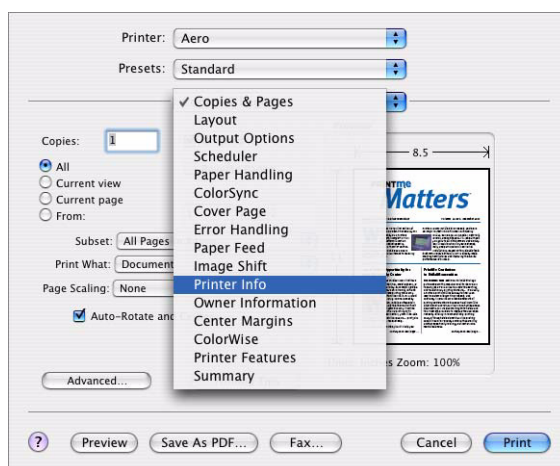 Printer: Aero
Presets: Standard
✓ Copies & Pages
Layout
Output Options
Scheduler
Paper Handling
ColorSync
Cover Page
Error Handling
Paper Feed
Image Shift
Printer Info
Owner Information
Center Margins
ColorWise
Printer Features
Summary
Copies: 1
All
Current view
Current page
From:
Subset: All Pages
Print What: Document
Page Scaling: None
Auto-Rotate and
8.5
Matters
Zoom: 100%
Advanced...
? Preview Save As PDF... Fax... Cancel Print